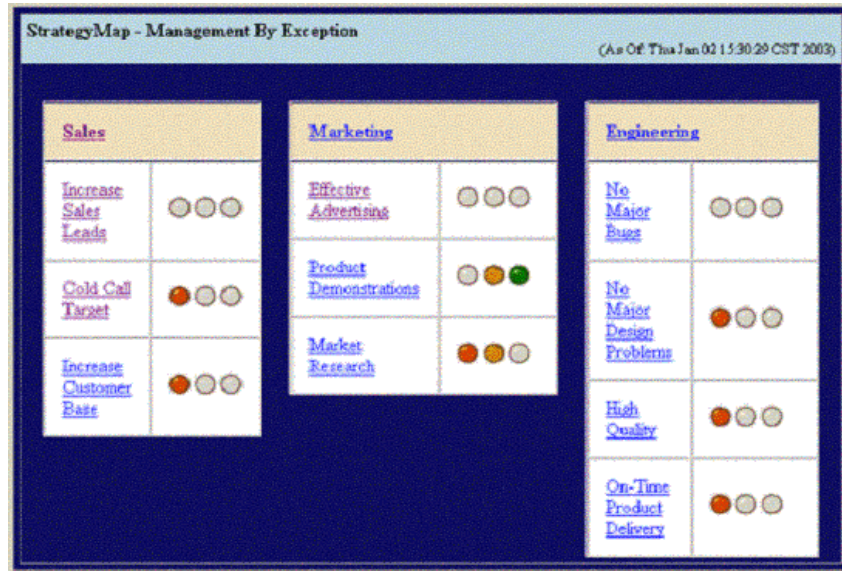 StrategyMap - Management By Exception
(As Of: Thu Jan 02 15:30:29 CST 2003)
Sales
Increase
Sales
Leads
Cold Call
Target
Increase
Customer
Base
Marketing
Effective
Advertising
Product
Demonstrations
Market
Research
Engineering
No
Major
Bugs
No
Major
Design
Problems
High
Quality
On-Time
Product
Delivery